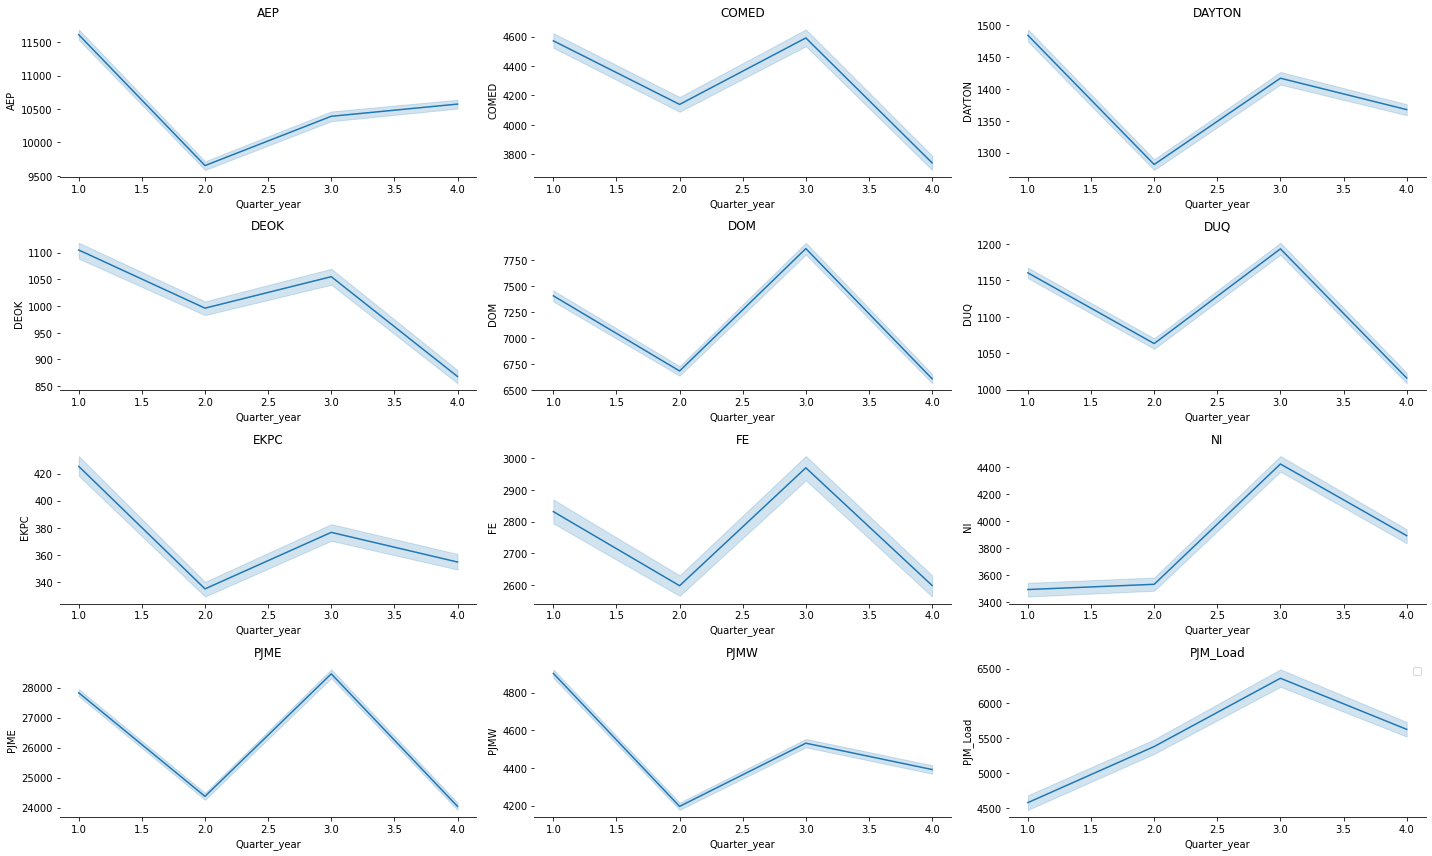 AEP COMED DAYTON
AEP
11500
11000
10500
10000
9500
1.0 1.5 2.0 2.5 3.0 3.5 4.0
Quarter_year
COMED
4600
4400
4200
4000
3800
1.0 1.5 2.0 2.5 3.0 3.5 4.0
Quarter_year
DAYTON
1500
1450
1400
1350
1300
1.0 1.5 2.0 2.5 3.0 3.5 4.0
Quarter_year
DEOK DOM DUQ
DEOK
1100
1050
1000
950
900
850
1.0 1.5 2.0 2.5 3.0 3.5 4.0
Quarter_year
DOM
7750
7500
7250
7000
6750
6500
1.0 1.5 2.0 2.5 3.0 3.5 4.0
Quarter_year
DUQ
1200
1150
1100
1050
1000
1.0 1.5 2.0 2.5 3.0 3.5 4.0
Quarter_year
EKPC FE NI
EKPC
420
400
380
360
340
1.0 1.5 2.0 2.5 3.0 3.5 4.0
Quarter_year
FE
3000
2900
2800
2700
2600
1.0 1.5 2.0 2.5 3.0 3.5 4.0
Quarter_year
NI
4400
4200
4000
3800
3600
3400
1.0 1.5 2.0 2.5 3.0 3.5 4.0
Quarter_year
PJME PJMW PJM_Load
PJME
28000
27000
26000
25000
24000
1.0 1.5 2.0 2.5 3.0 3.5 4.0
Quarter_year
PJMW
4800
4600
4400
4200
1.0 1.5 2.0 2.5 3.0 3.5 4.0
Quarter_year
PJM_Load
6500
6000
5500
5000
4500
1.0 1.5 2.0 2.5 3.0 3.5 4.0
Quarter_year